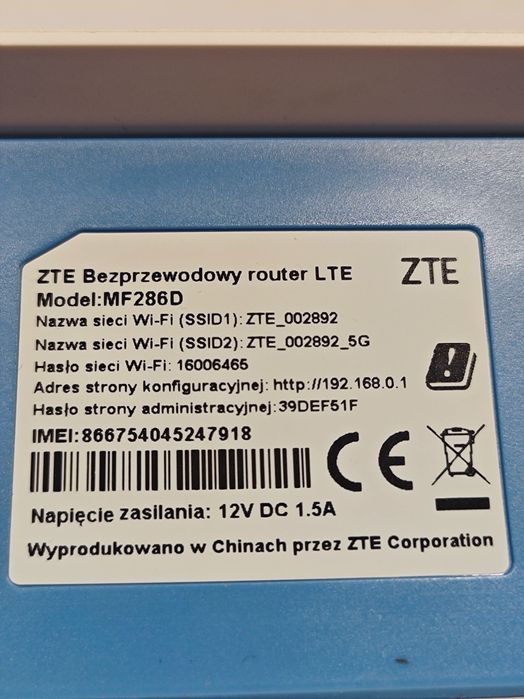 ZTE Bezprzewodowy router LTE
ZTE
Model:MF286D
Nazwa sieci Wi-Fi (SSID1): ZTE_002892
Nazwa sieci Wi-Fi (SSID2): ZTE_002892_5G
Hasło sieci Wi-Fi: 16006465
Adres strony konfiguracyjnej: http://192.168.0.1
Hasło strony administracyjnej:39DEF51F
IMEI:866754045247918
CE
Napięcie zasilania: 12V DC 1.5A
Wyprodukowano w Chinach przez ZTE Corporation